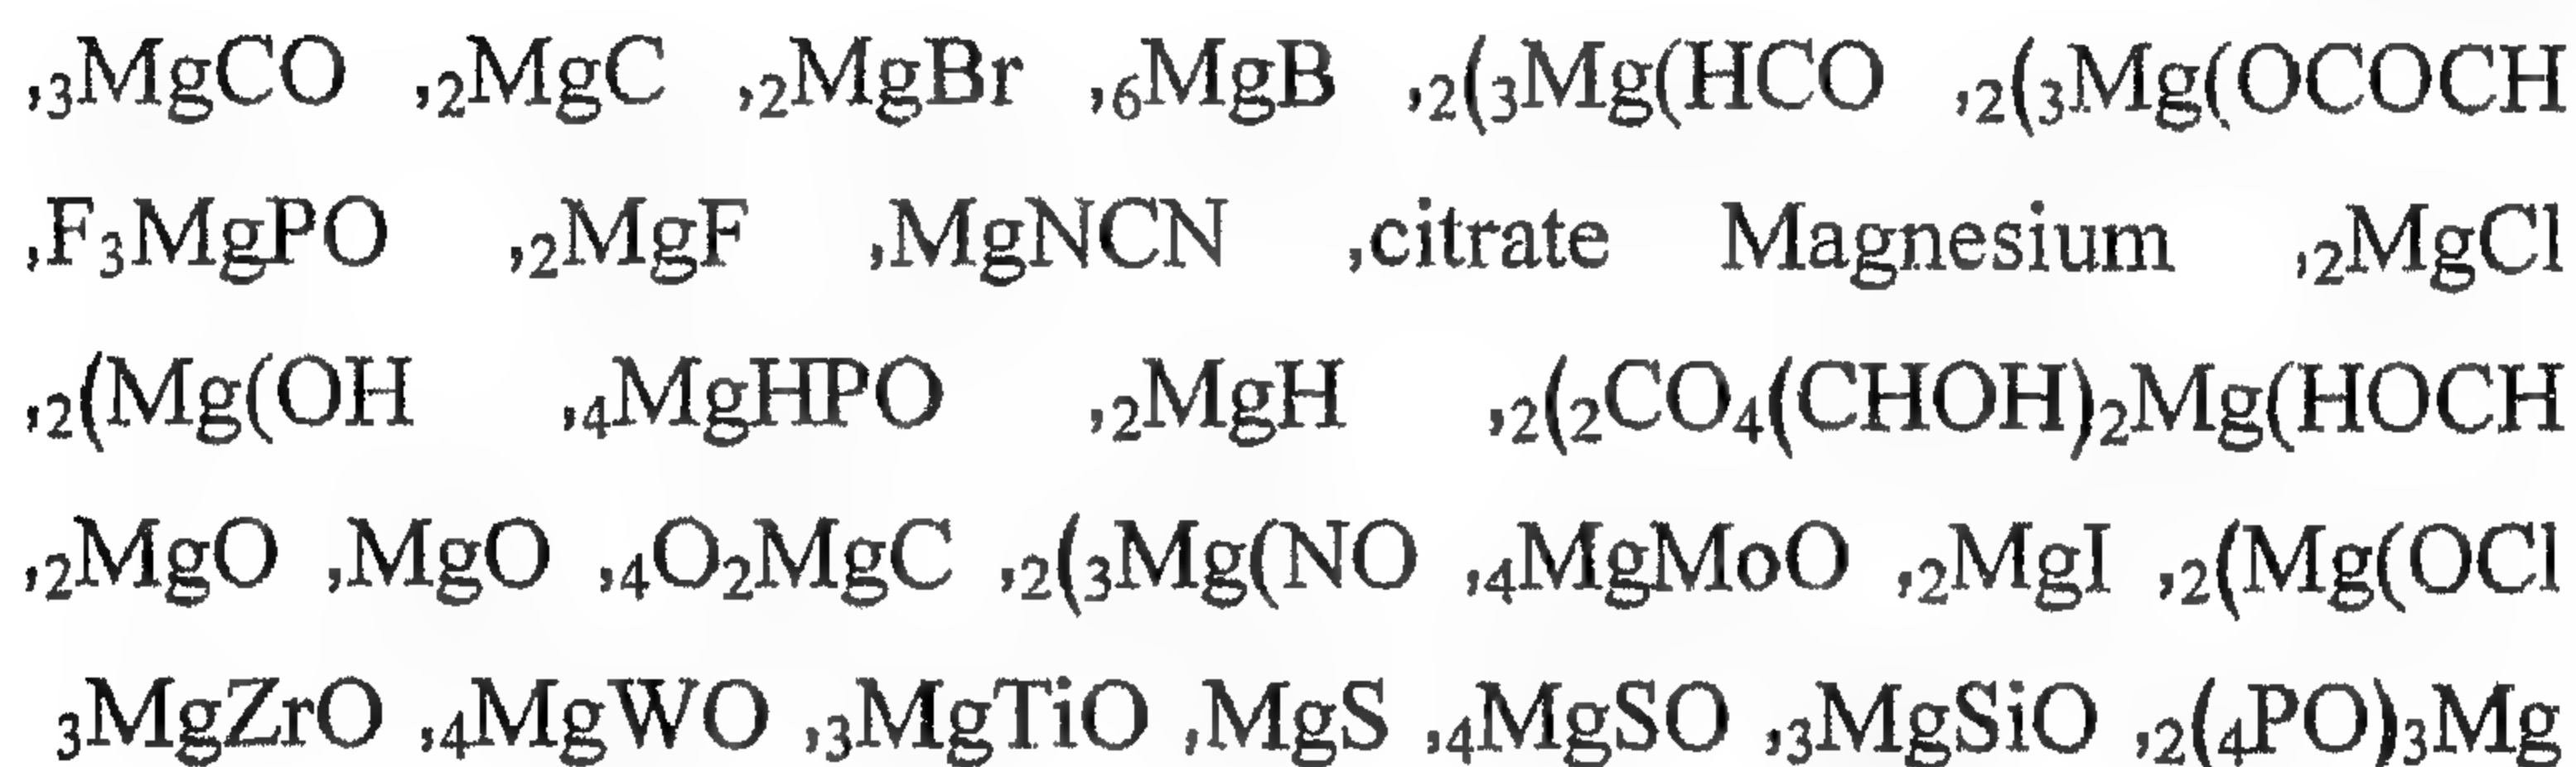 ,₃MgCO ,₂MgC ,₂MgBr ,₆MgB ,₂(₃Mg(HCO ,₂(₃Mg(OCOCH
,F₃MgPO ,₂MgF ,MgNCN ,citrate Magnesium ,₂MgCl
,₂(Mg(OH ,₄MgHPO ,₂MgH ,₂(₂CO₄(CHOH)₂Mg(HOCH
,₂MgO ,MgO ,₄O₂MgC ,₂(₃Mg(NO ,₄MgMoO ,₂MgI ,₂(Mg(OCl
₃MgZrO ,₄MgWO ,₃MgTiO ,MgS ,₄MgSO ,₃MgSiO ,₂(₄PO)₃Mg